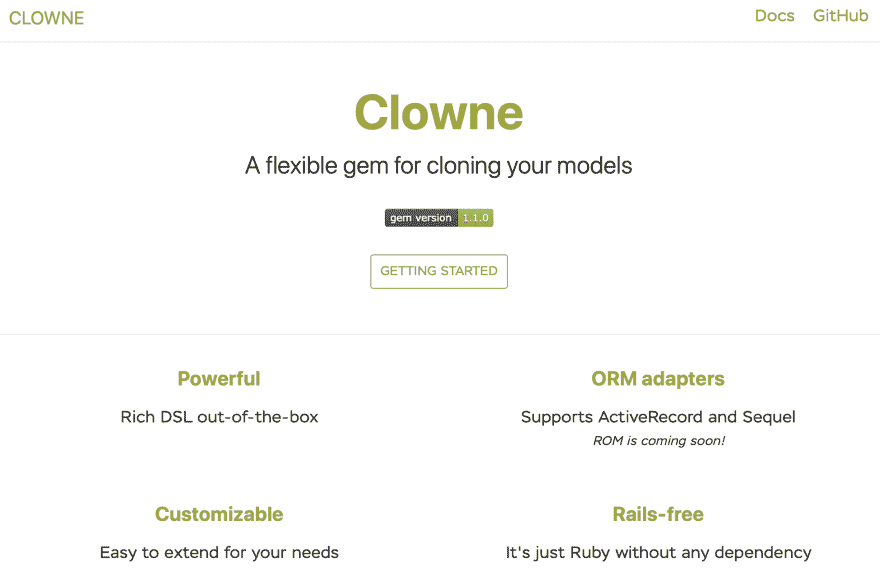 CLOWNE
Docs GitHub
Clowne
A flexible gem for cloning your models
gem version 1.1.0
GETTING STARTED
Powerful
Rich DSL out-of-the-box
ORM adapters
Supports ActiveRecord and Sequel
ROM is coming soon!
Customizable
Easy to extend for your needs
Rails-free
It's just Ruby without any dependency